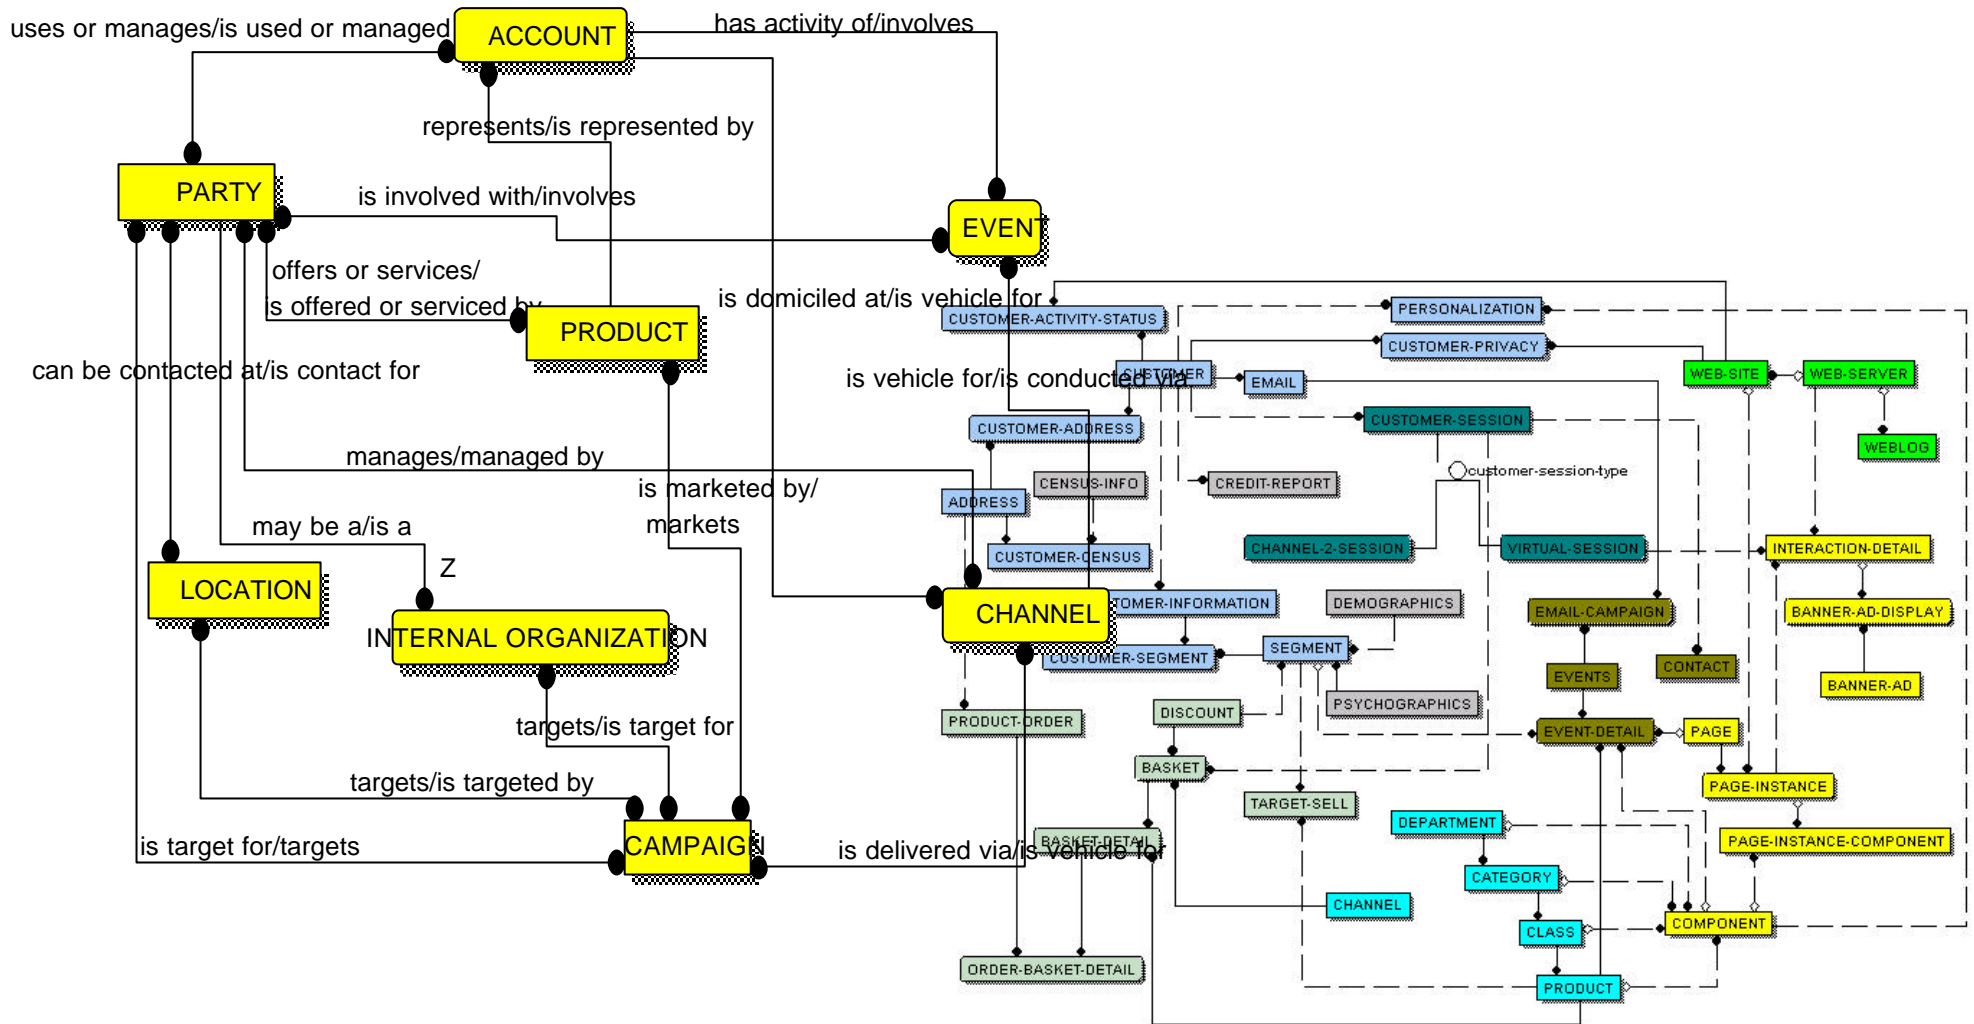 uses or manages/is used or managed
ACCOUNT
has activity of/involves
represents/is represented by
PARTY
is involved with/involves
EVENT
offers or services/
is offered or serviced by
PRODUCT
is domiciled at/is vehicle for
CUSTOMER-ACTIVITY-STATUS
PERSONALIZATION
CUSTOMER-PRIVACY
can be contacted at/is contact for
is vehicle for/is conducted via
CUSTOMER
EMAIL
WEB-SITE
WEB-SERVER
CUSTOMER-ADDRESS
CUSTOMER-SESSION
WEBLOG
manages/managed by
customer-session-type
is marketed by/
markets
CENSUS-INFO
CREDIT-REPORT
ADDRESS
may be a/is a
Z
CUSTOMER-CENSUS
CHANNEL-2-SESSION
VIRTUAL-SESSION
INTERACTION-DETAIL
LOCATION
CHANNEL
TOMER-INFORMATION
DEMOGRAPHICS
EMAIL-CAMPAIGN
BANNER-AD-DISPLAY
INTERNAL ORGANIZATION
CUSTOMER-SEGMENT
SEGMENT
CONTACT
EVENTS
BANNER-AD
PSYCHOGRAPHICS
PRODUCT-ORDER
DISCOUNT
targets/is target for
EVENT-DETAIL
PAGE
BASKET
targets/is targeted by
PAGE-INSTANCE
TARGET-SELL
DEPARTMENT
is target for/targets
CAMPAIGN
is delivered via/is vehicle for
BASKET-DETAIL
PAGE-INSTANCE-COMPONENT
CATEGORY
CHANNEL
CLASS
COMPONENT
ORDER-BASKET-DETAIL
PRODUCT